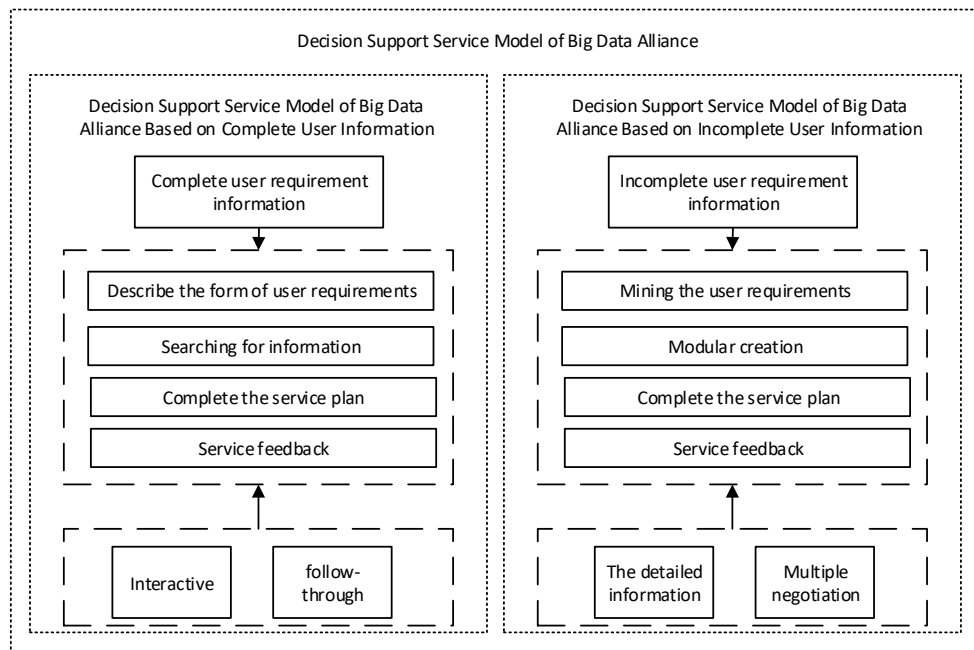 Decision Support Service Model of Big Data Alliance
Decision Support Service Model of Big Data
Alliance Based on Complete User Information
Complete user requirement
information
Describe the form of user requirements
Searching for information
Complete the service plan
Service feedback
Interactive
follow-
through
Decision Support Service Model of Big Data
Alliance Based on Incomplete User Information
Incomplete user requirement
information
Mining the user requirements
Modular creation
Complete the service plan
Service feedback
The detailed
information
Multiple
negotiation